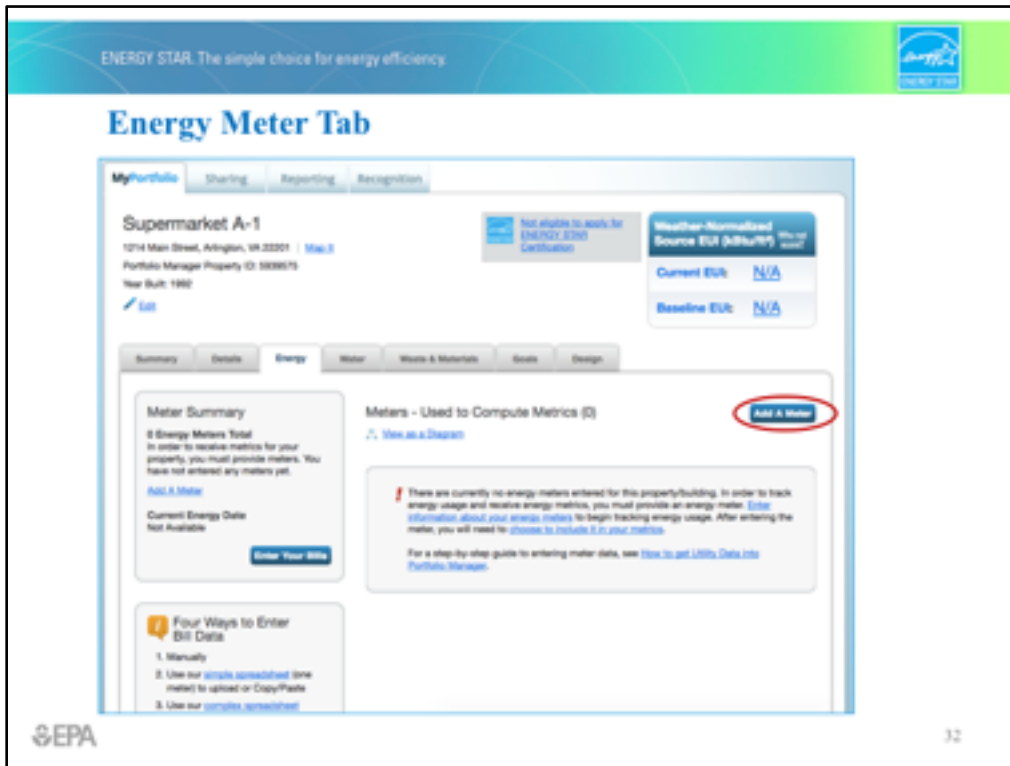 ENERGY STAR. The simple choice for energy efficiency.
ENERGY STAR
Energy Meter Tab
MyPortfolio
Sharing
Reporting
Recognition
Supermarket A-1
1214 Main Street, Arlington, VA 22201 | Map It
Portfolio Manager Property ID: 5939575
Year Built: 1992
Edit
Not eligible to apply for
ENERGY STAR
Certification
Weather-Normalized
Source EUI (kBtu/ft²)
Why not
score?
Current EUI: N/A
Baseline EUI: N/A
Summary
Details
Energy
Water
Waste & Materials
Goals
Design
Meter Summary
0 Energy Meters Total
In order to receive metrics for your
property, you must provide meters. You
have not entered any meters yet.
Add A Meter
Current Energy Date
Not Available
Enter Your Bills
Four Ways to Enter
Bill Data
1. Manually
2. Use our simple spreadsheet (one
meter) to upload or Copy/Paste
3. Use our complex spreadsheet
Meters - Used to Compute Metrics (0)
Add A Meter
View as a Diagram
! There are currently no energy meters entered for this property/building. In order to track
energy usage and receive energy metrics, you must provide an energy meter. Enter
information about your energy meters to begin tracking energy usage. After entering the
meter, you will need to choose to include it in your metrics.
For a step-by-step guide to entering meter data, see How to get Utility Data into
Portfolio Manager.
EPA
32